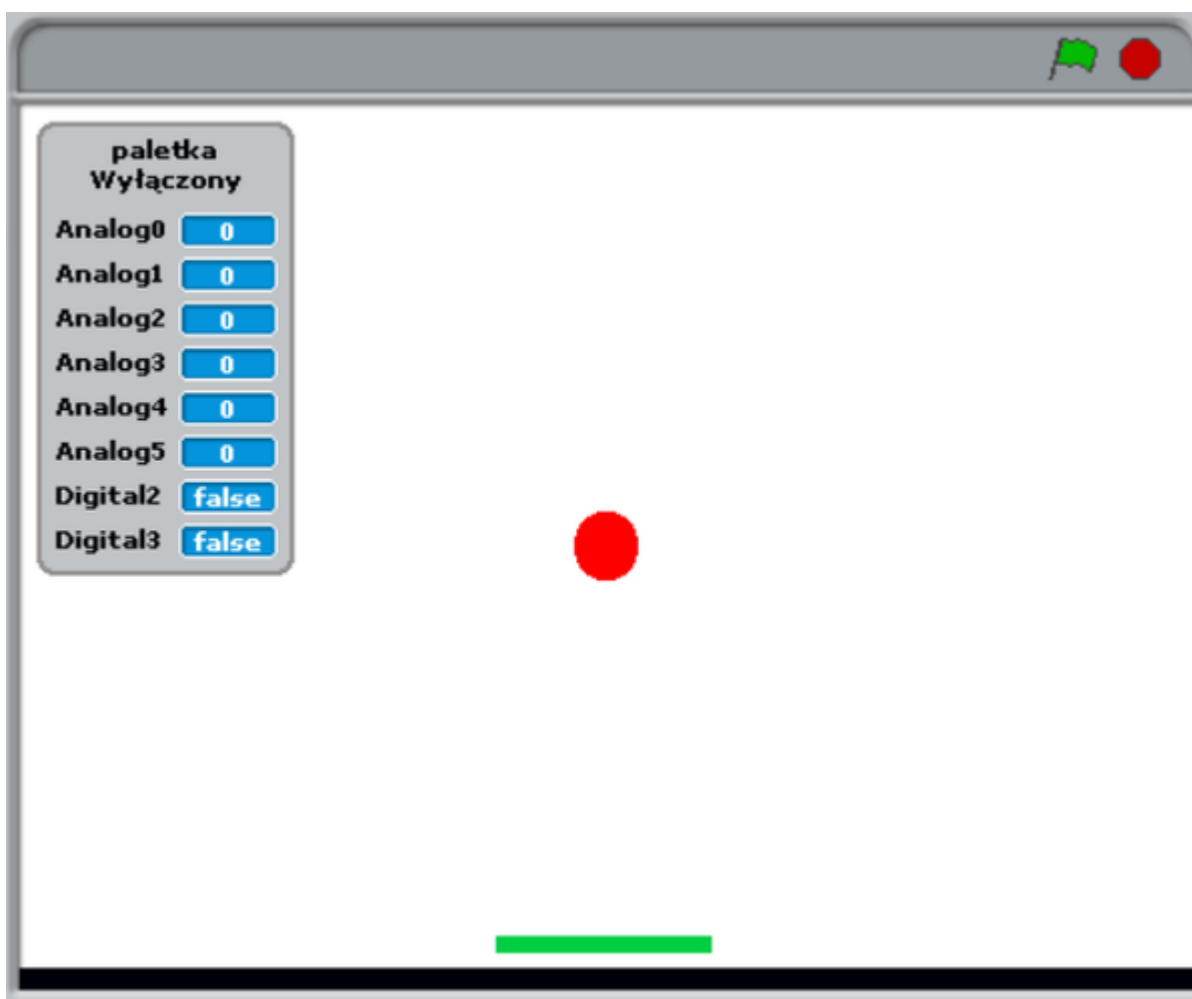 paletka
Wyłączony
Analog0 0
Analog1 0
Analog2 0
Analog3 0
Analog4 0
Analog5 0
Digital2 false
Digital3 false